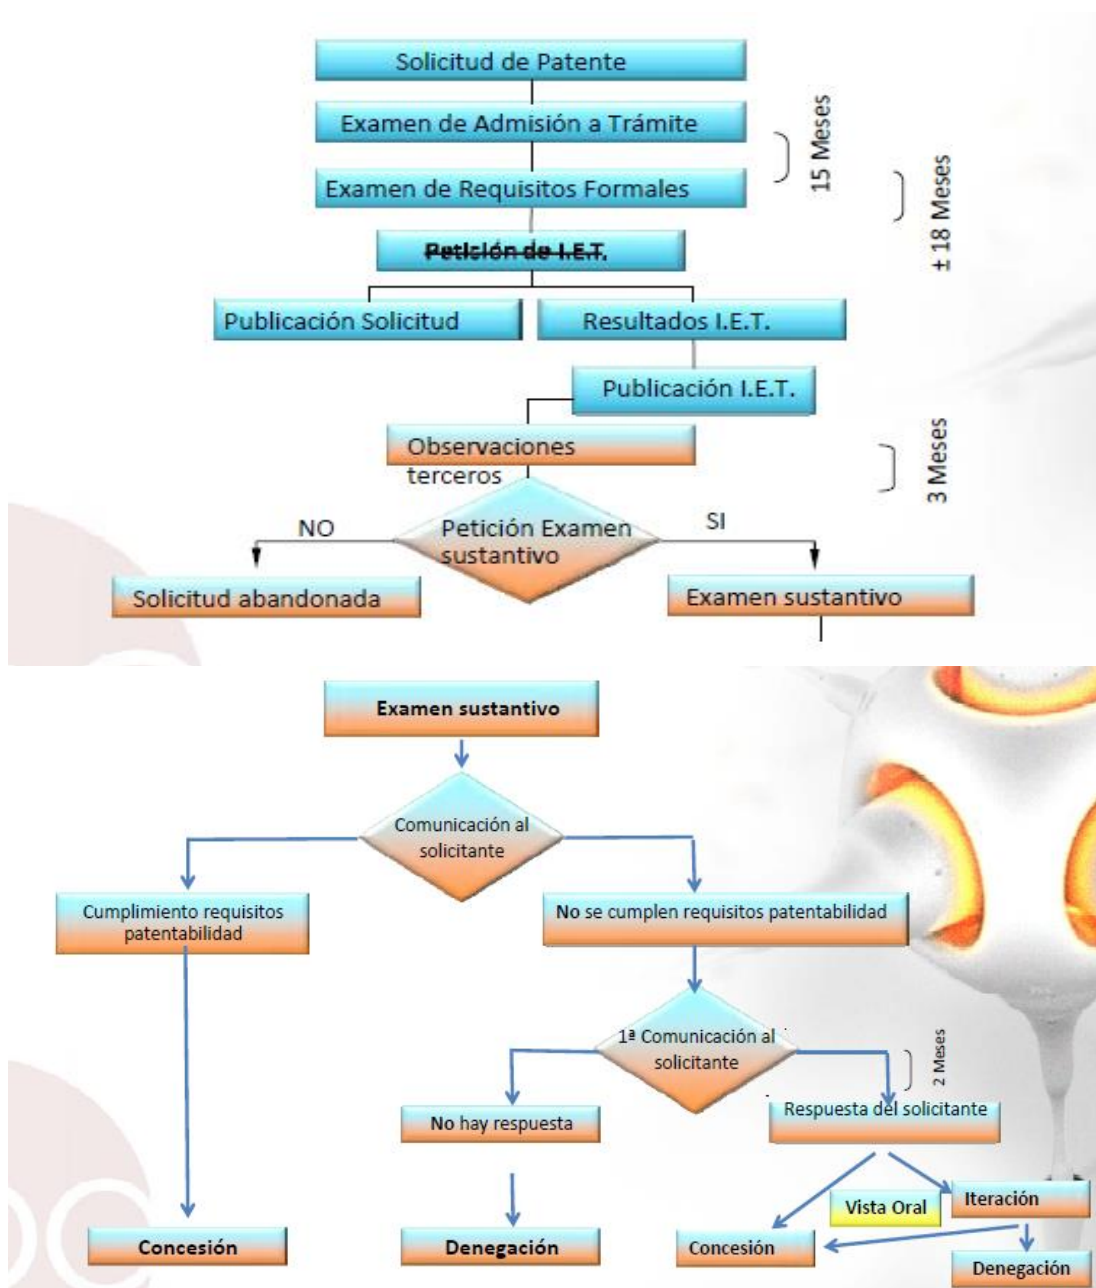 Solicitud de Patente
Examen de Admisión a Trámite
15 Meses
Examen de Requisitos Formales
± 18 Meses
Petición de I.E.T.
Publicación Solicitud
Resultados I.E.T.
Publicación I.E.T.
Observaciones
terceros
3 Meses
NO
Petición Examen
sustantivo
SI
Solicitud abandonada
Examen sustantivo
Examen sustantivo
Comunicación al
solicitante
Cumplimiento requisitos
patentabilidad
No se cumplen requisitos patentabilidad
1ª Comunicación al
solicitante
2 Meses
No hay respuesta
Respuesta del solicitante
Vista Oral
Iteración
Concesión
Denegación
Concesión
Denegación